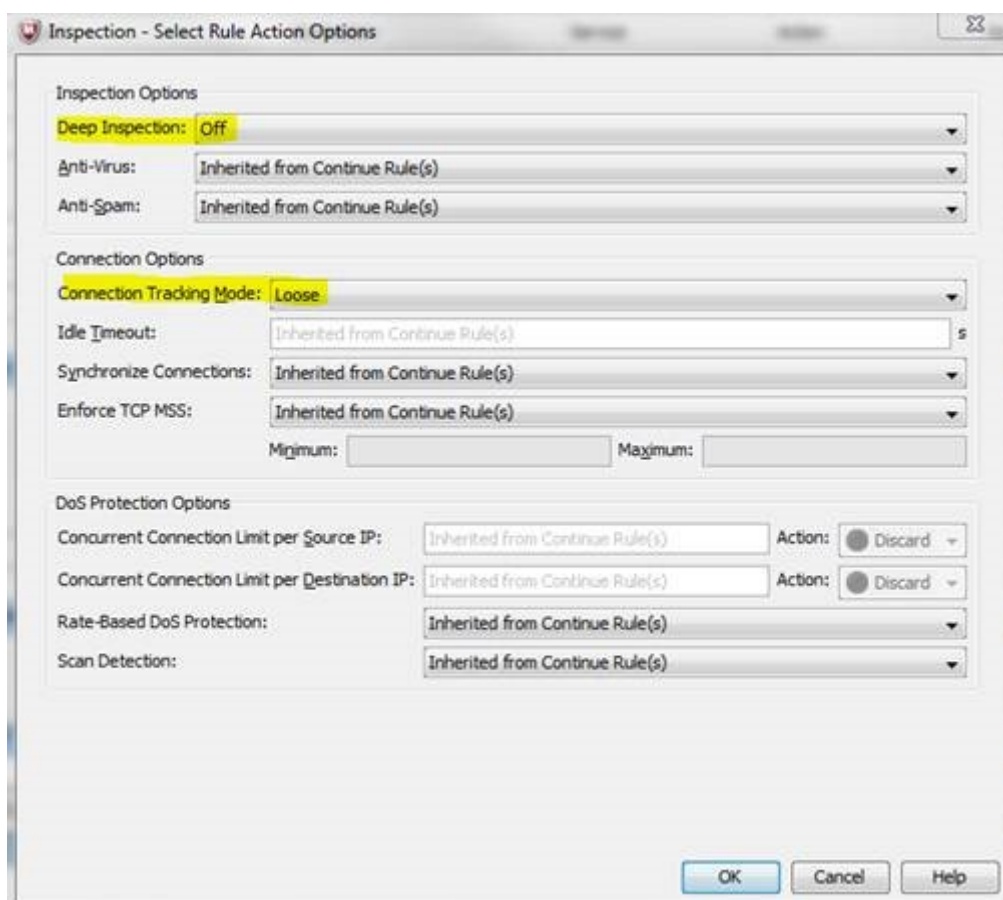 Inspection - Select Rule Action Options
Inspection Options
Deep Inspection: Off
Anti-Virus: Inherited from Continue Rule(s)
Anti-Spam: Inherited from Continue Rule(s)
Connection Options
Connection Tracking Mode: Loose
Idle Timeout: Inherited from Continue Rule(s) s
Synchronize Connections: Inherited from Continue Rule(s)
Enforce TCP MSS: Inherited from Continue Rule(s)
Minimum: Maximum:
DoS Protection Options
Concurrent Connection Limit per Source IP: Inherited from Continue Rule(s) Action: Discard
Concurrent Connection Limit per Destination IP: Inherited from Continue Rule(s) Action: Discard
Rate-Based DoS Protection: Inherited from Continue Rule(s)
Scan Detection: Inherited from Continue Rule(s)
OK Cancel Help